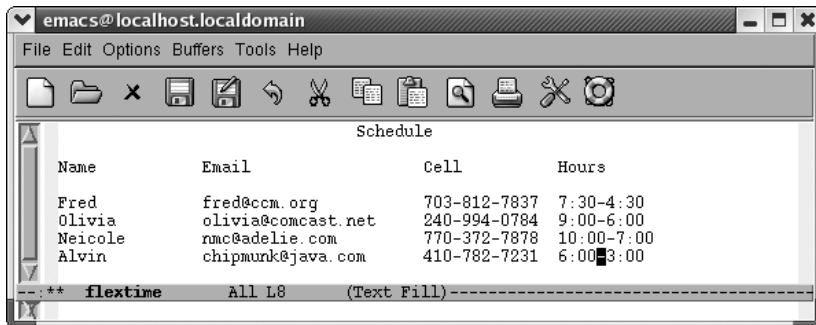 emacs@localhost.localdomain
File Edit Options Buffers Tools Help
Schedule
Name Email Cell Hours
Fred fred@ccm.org 703-812-7837 7:30-4:30
Olivia olivia@comcast.net 240-994-0784 9:00-6:00
Neicole nmc@adelie.com 770-372-7878 10:00-7:00
Alvin chipmunk@java.com 410-782-7231 6:00-3:00
--:** flextime All L8 (Text Fill)--------------------------------------